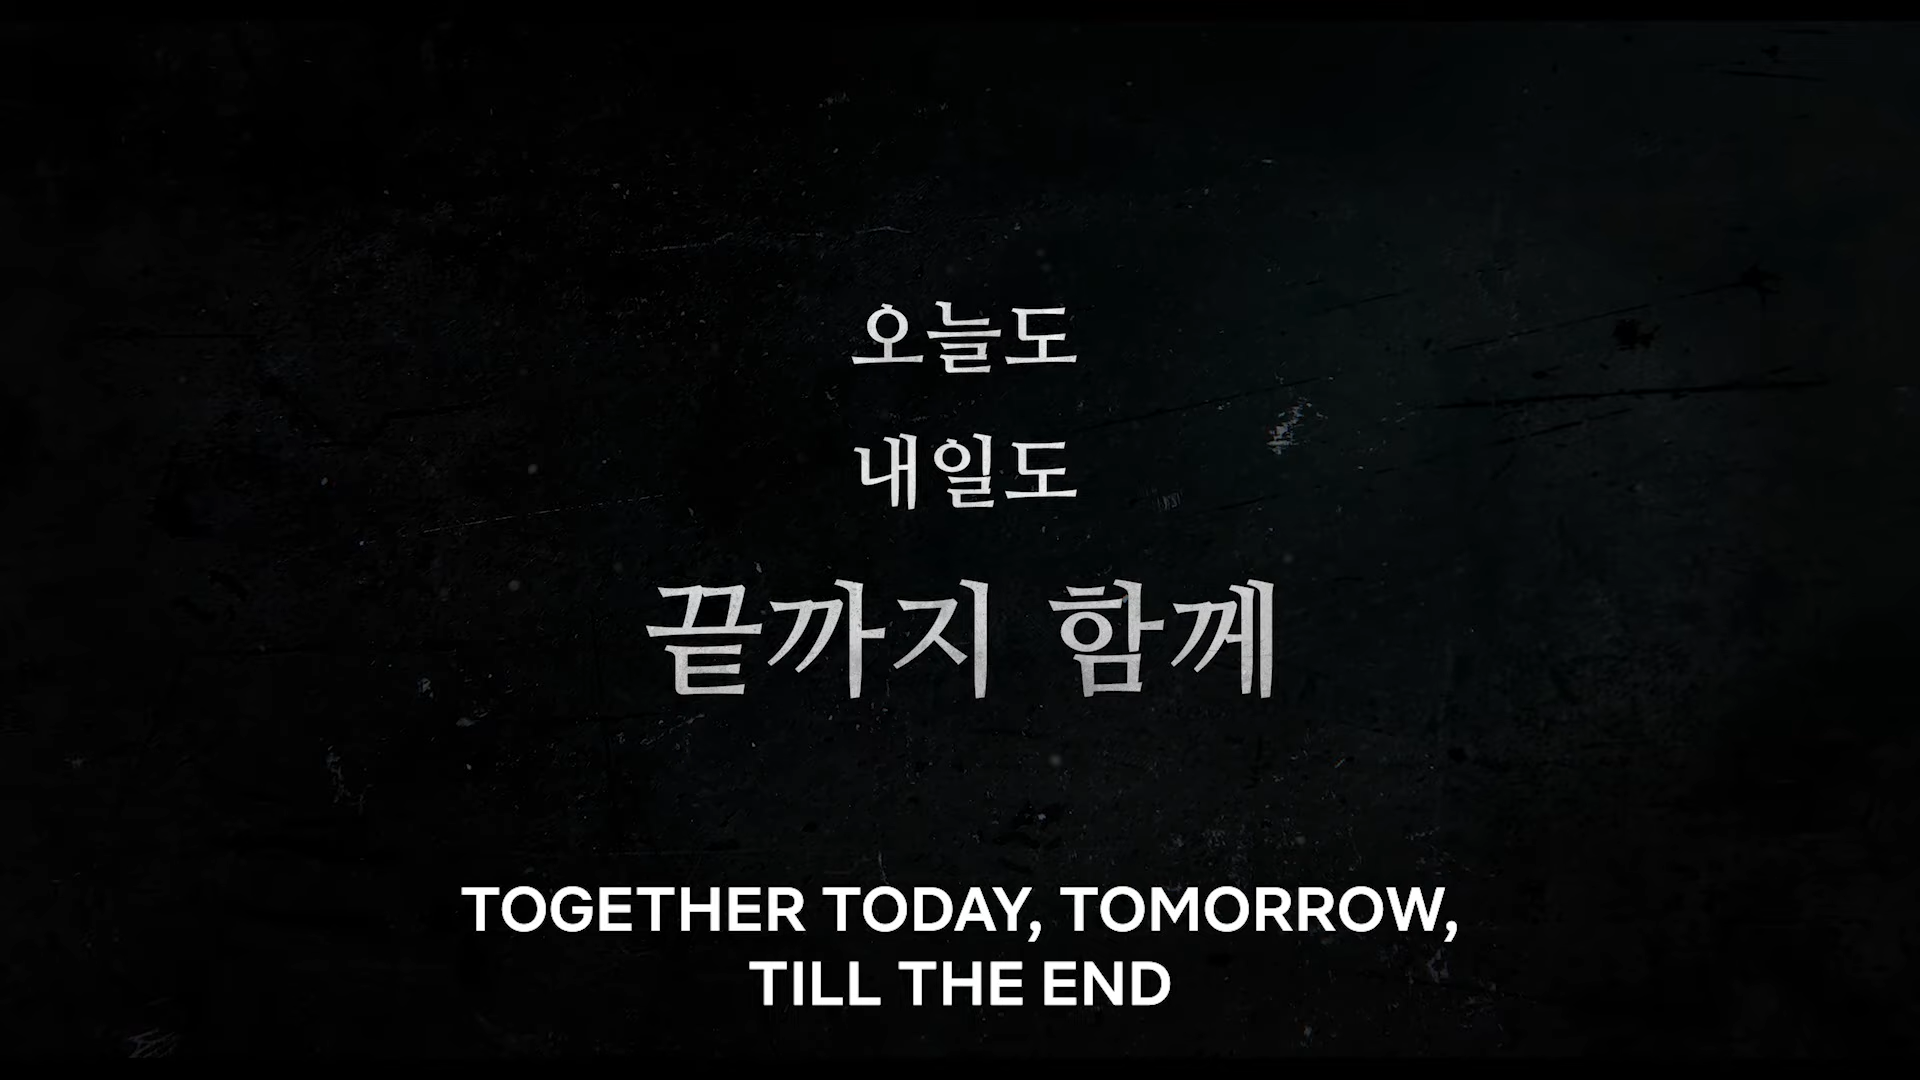 오늘도
내일도
끝까지 함께
TOGETHER TODAY, TOMORROW,
TILL THE END